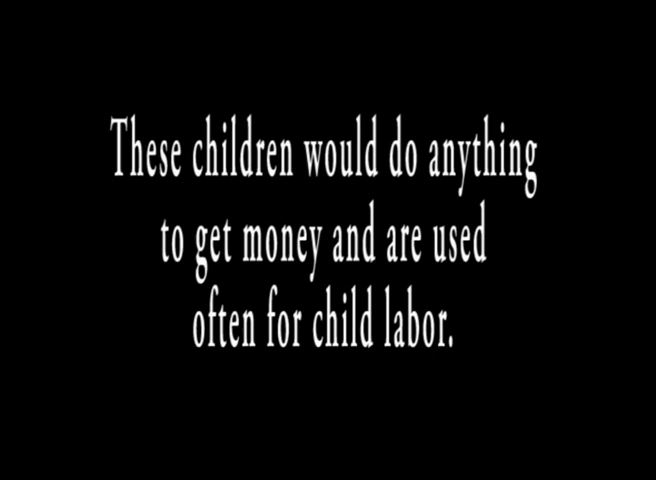 These children would do anything
to get money and are used
often for child labor.